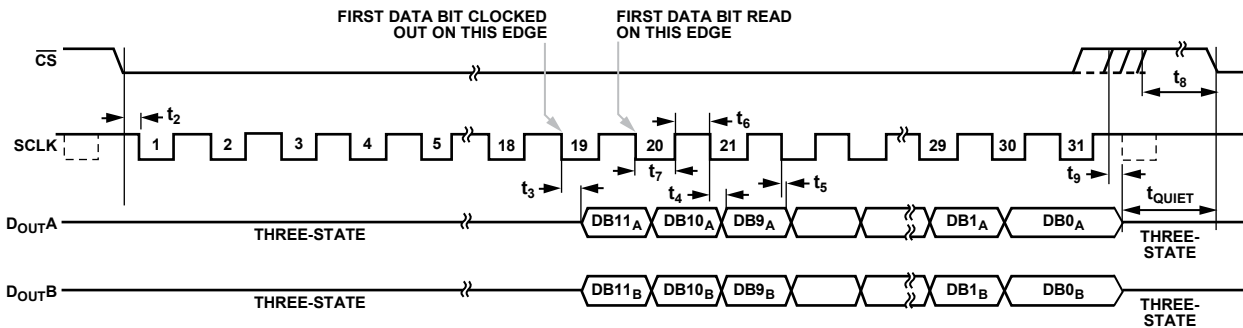 FIRST DATA BIT CLOCKED
OUT ON THIS EDGE
FIRST DATA BIT READ
ON THIS EDGE
CS
t8
t2
t6
SCLK
1
2
3
4
5
18
19
20
21
29
30
31
t3
t7
t4
t5
t9
tQUIET
DOUTA
THREE-STATE
DB11A
DB10A
DB9A
DB1A
DB0A
THREE-
STATE
DOUTB
THREE-STATE
DB11B
DB10B
DB9B
DB1B
DB0B
THREE-
STATE